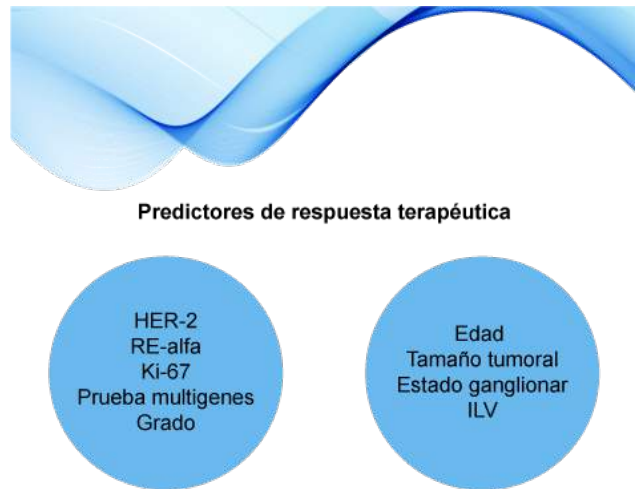 Predictores de respuesta terapéutica
HER-2
RE-alfa
Ki-67
Prueba multigenes
Grado
Edad
Tamaño tumoral
Estado ganglionar
ILV